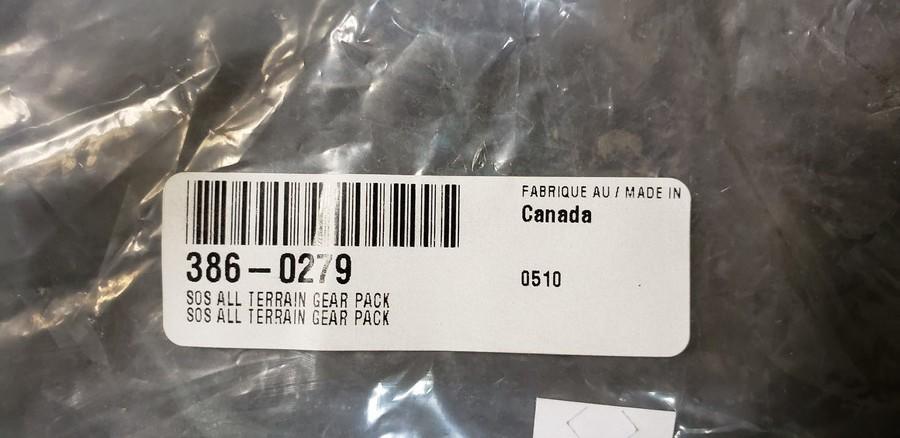 386-0279
SOS ALL TERRAIN GEAR PACK
SOS ALL TERRAIN GEAR PACK
FABRIQUE AU / MADE IN
Canada
0510